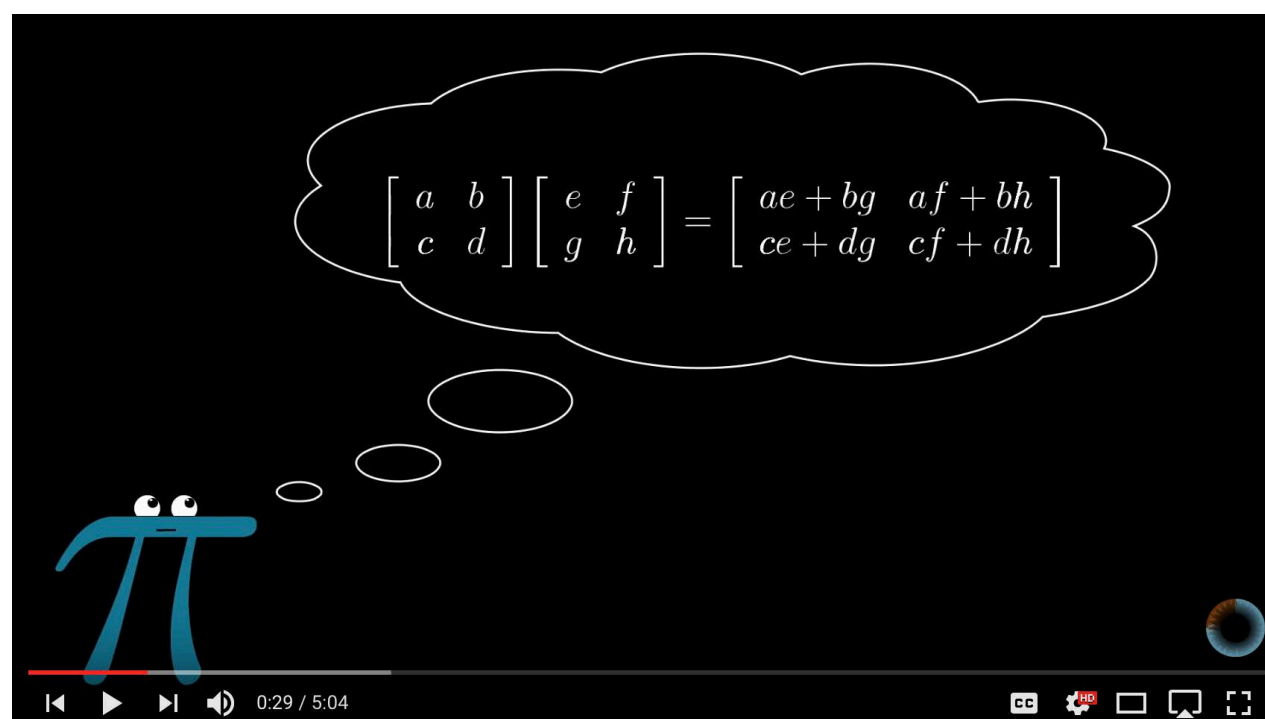 [ a b ] [ e f ] = [ ae + bg af + bh ]
[ c d ] [ g h ] [ ce + dg cf + dh ]
0:29 / 5:04 CC HD